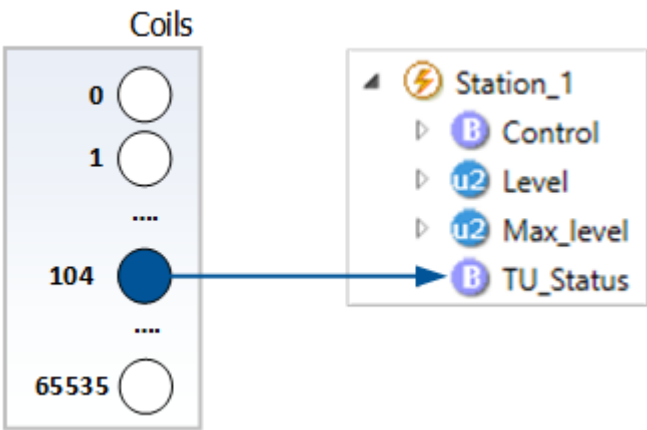 Coils
0
1
....
104
....
65535
Station_1
B Control
u2 Level
u2 Max_level
B TU_Status